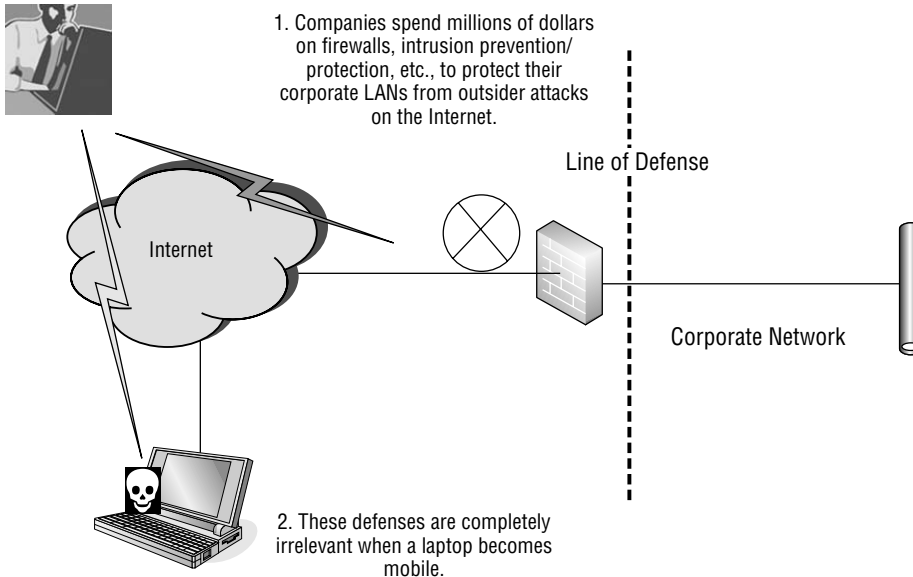 1. Companies spend millions of dollars
on firewalls, intrusion prevention/
protection, etc., to protect their
corporate LANs from outsider attacks
on the Internet.
Line of Defense
Internet
Corporate Network
2. These defenses are completely
irrelevant when a laptop becomes
mobile.